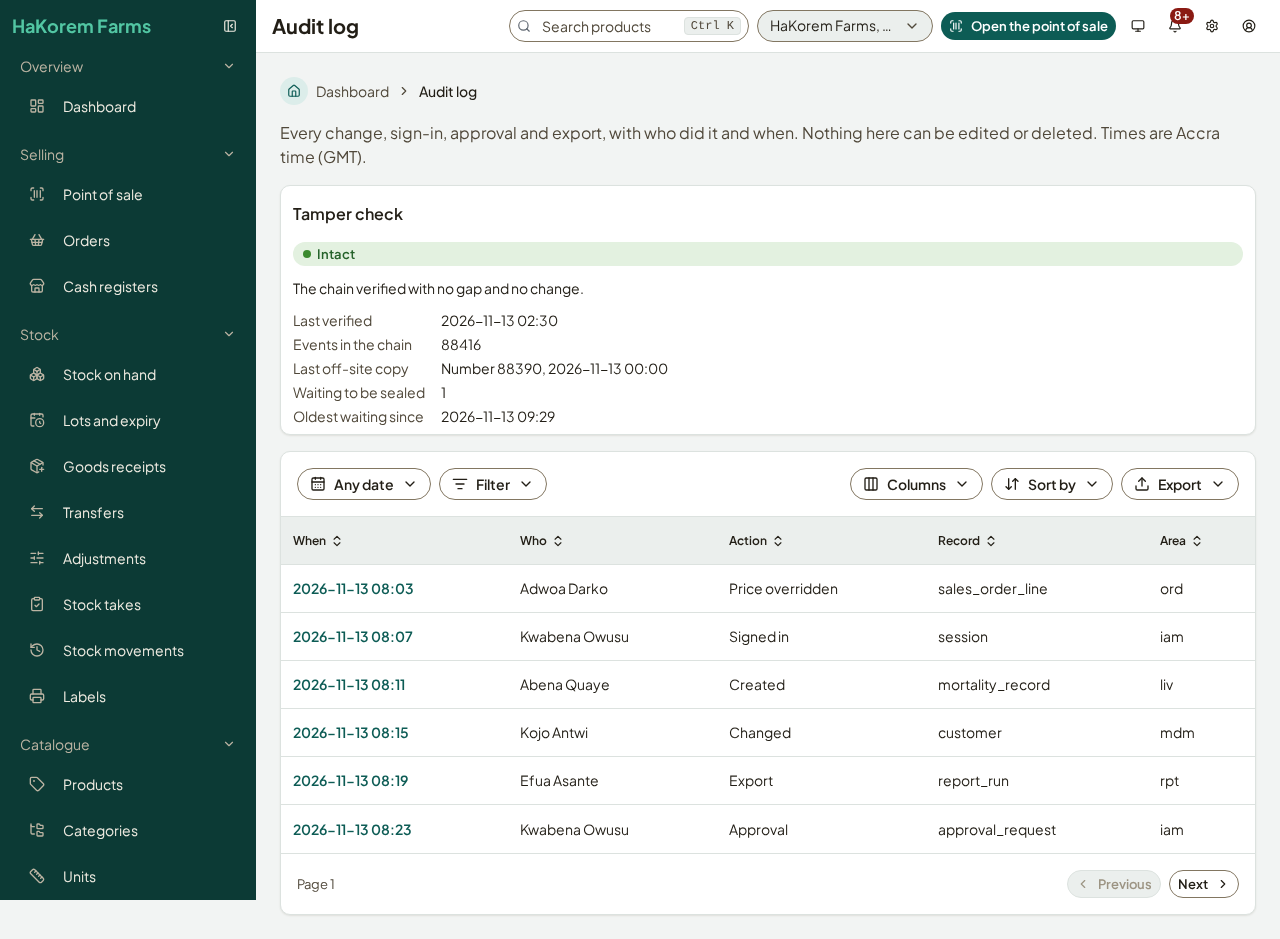 HaKorem Farms
Audit log
Search products
Ctrl K
HaKorem Farms, ...
Open the point of sale
8+
Overview
Dashboard
Selling
Point of sale
Orders
Cash registers
Stock
Stock on hand
Lots and expiry
Goods receipts
Transfers
Adjustments
Stock takes
Stock movements
Labels
Catalogue
Products
Categories
Units
Dashboard > Audit log
Every change, sign-in, approval and export, with who did it and when. Nothing here can be edited or deleted. Times are Accra
time (GMT).
Tamper check
Intact
The chain verified with no gap and no change.
Last verified 2026-11-13 02:30
Events in the chain 88416
Last off-site copy Number 88390, 2026-11-13 00:00
Waiting to be sealed 1
Oldest waiting since 2026-11-13 09:29
Any date Filter Columns Sort by Export
When Who Action Record Area
2026-11-13 08:03 Adwoa Darko Price overridden sales_order_line ord
2026-11-13 08:07 Kwabena Owusu Signed in session iam
2026-11-13 08:11 Abena Quaye Created mortality_record liv
2026-11-13 08:15 Kojo Antwi Changed customer mdm
2026-11-13 08:19 Efua Asante Export report_run rpt
2026-11-13 08:23 Kwabena Owusu Approval approval_request iam
Page 1 Previous Next